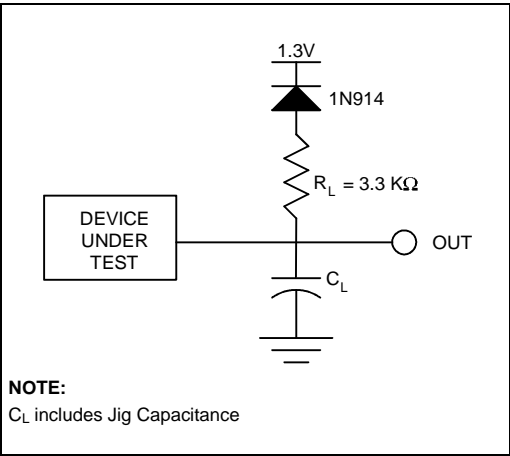 1.3V
1N914
R_L = 3.3 KΩ
DEVICE
UNDER
TEST
OUT
C_L
NOTE:
C_L includes Jig Capacitance